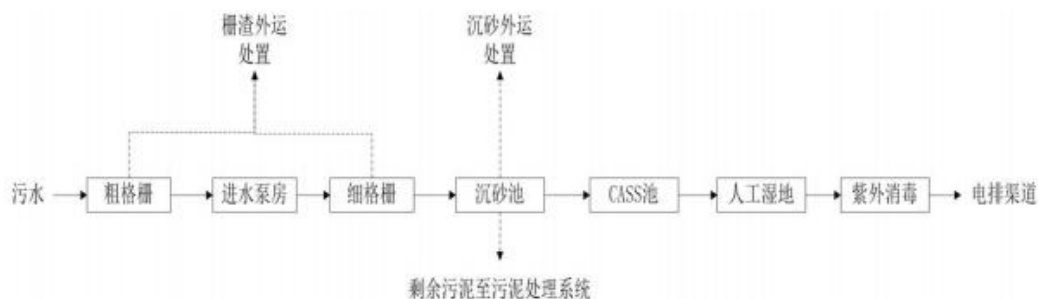 栅渣外运
处置
沉砂外运
处置
污水
粗格栅
进水泵房
细格栅
沉砂池
CASS池
人工湿地
紫外消毒
电排渠道
剩余污泥至污泥处理系统